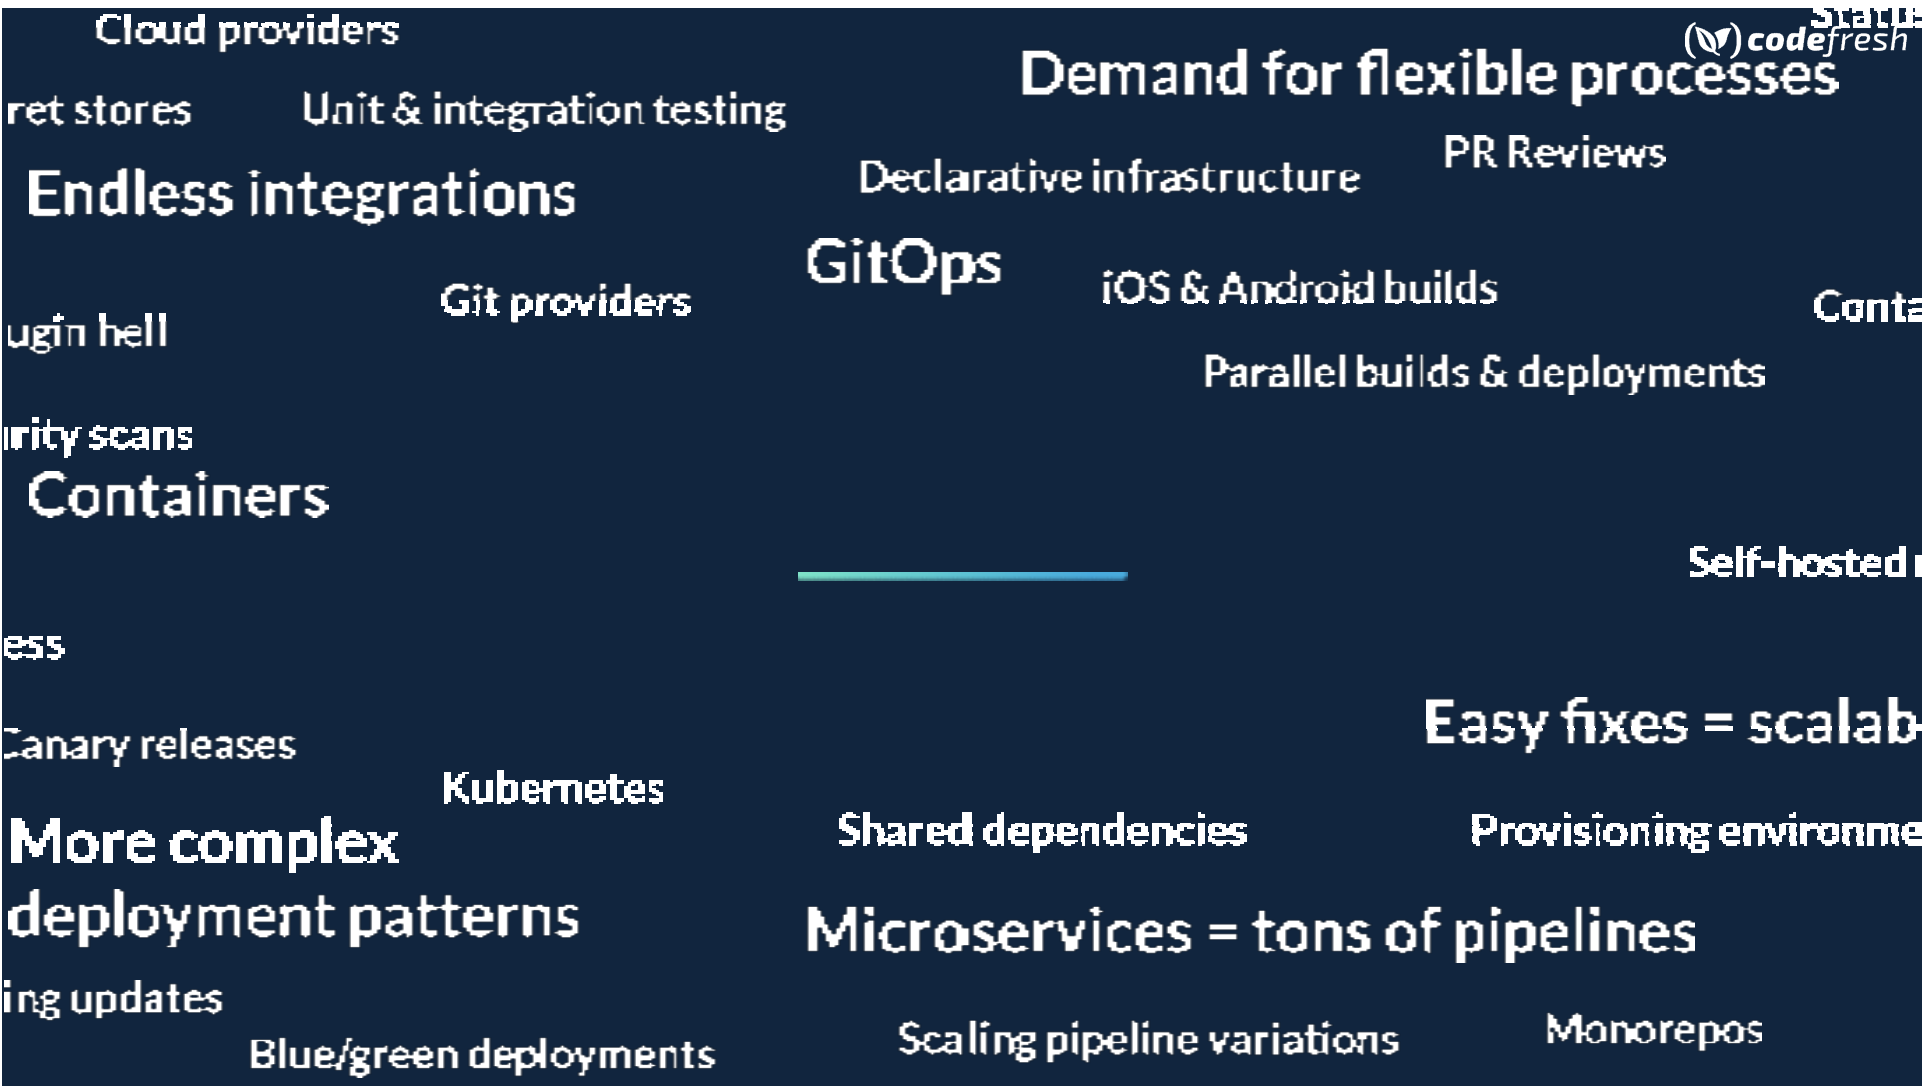 Cloud providers
codefresh
Demand for flexible processes
ret stores
Unit & integration testing
PR Reviews
Declarative infrastructure
Endless integrations
GitOps
iOS & Android builds
Git providers
Conta
ugin hell
Parallel builds & deployments
rity scans
Containers
Self-hosted
ess
Easy fixes = scalab
Canary releases
Kubernetes
Shared dependencies
Provisioning environme
More complex
deployment patterns
Microservices = tons of pipelines
ing updates
Monorepos
Scaling pipeline variations
Blue/green deployments